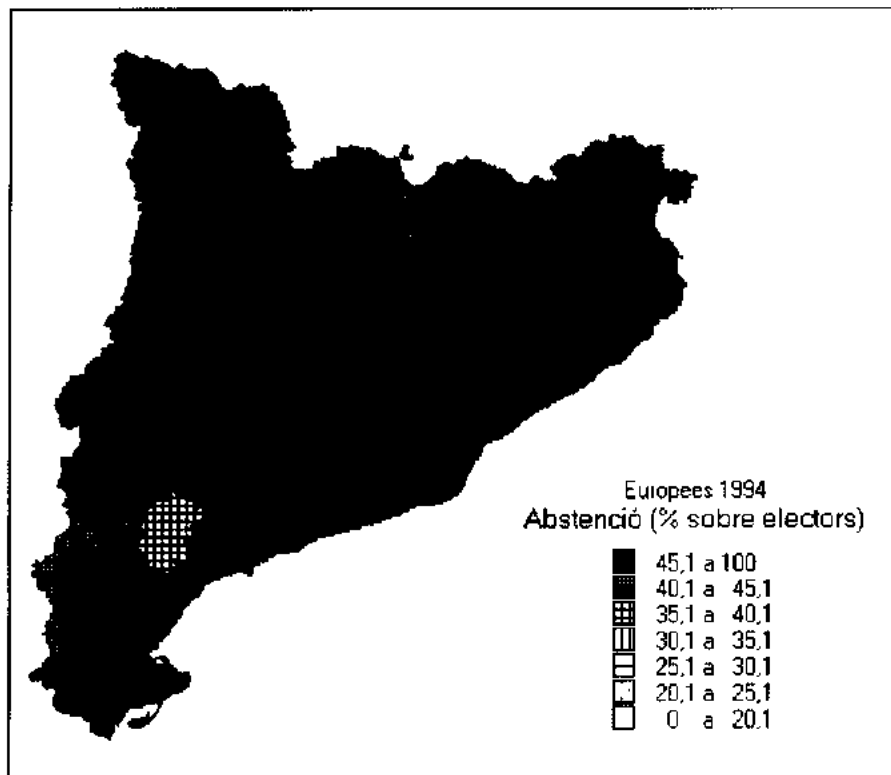 Europees 1994
Abstenció (% sobre electors)
45,1 a 100
40,1 a 45,1
35,1 a 40,1
30,1 a 35,1
25,1 a 30,1
20,1 a 25,1
0 a 20,1